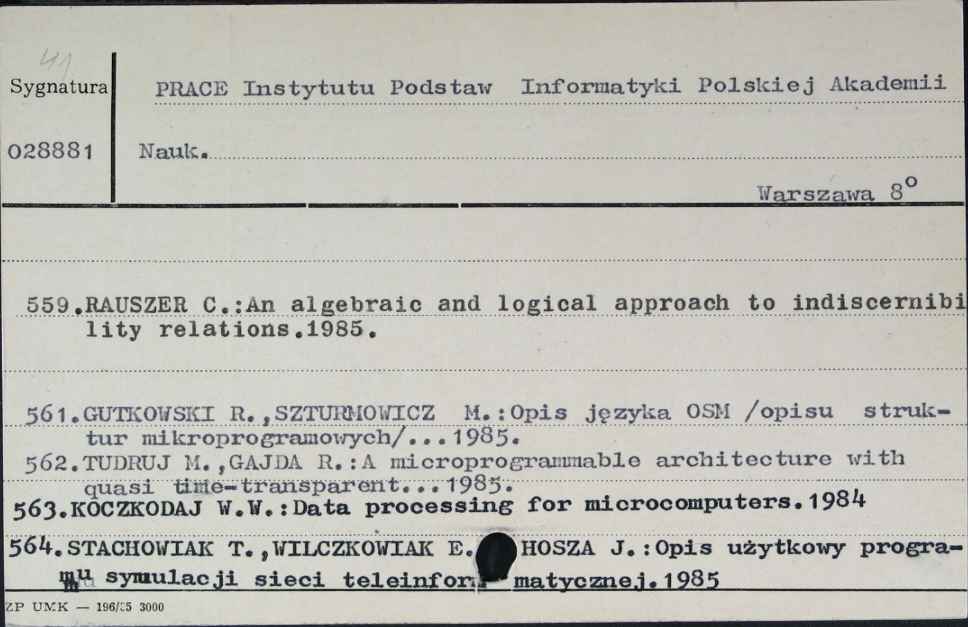 41
Sygnatura PRACE Instytutu Podstaw Informatyki Polskiej Akademii
028881 Nauk.
Warszawa 8°
559.RAUSZER C.:An algebraic and logical approach to indiscernibi
lity relations.1985.
561.GUTKOWSKI R.,SZTURMOWICZ M.:Opis języka OSM /opisu struk-
tur mikroprogramowych/...1985.
562.TUDRUJ M.,GAJDA R.:A microprogrammable architecture with
quasi time-transparent...1985.
563.KOCZKODAJ W.W.:Data processing for microcomputers.1984
564.STACHOWIAK T.,WILCZKOWIAK E. HOSZA J.:Opis użytkowy progra-
mu symulacji sieci teleinfor matycznej.1985
ZP UMK — 196/85 3000